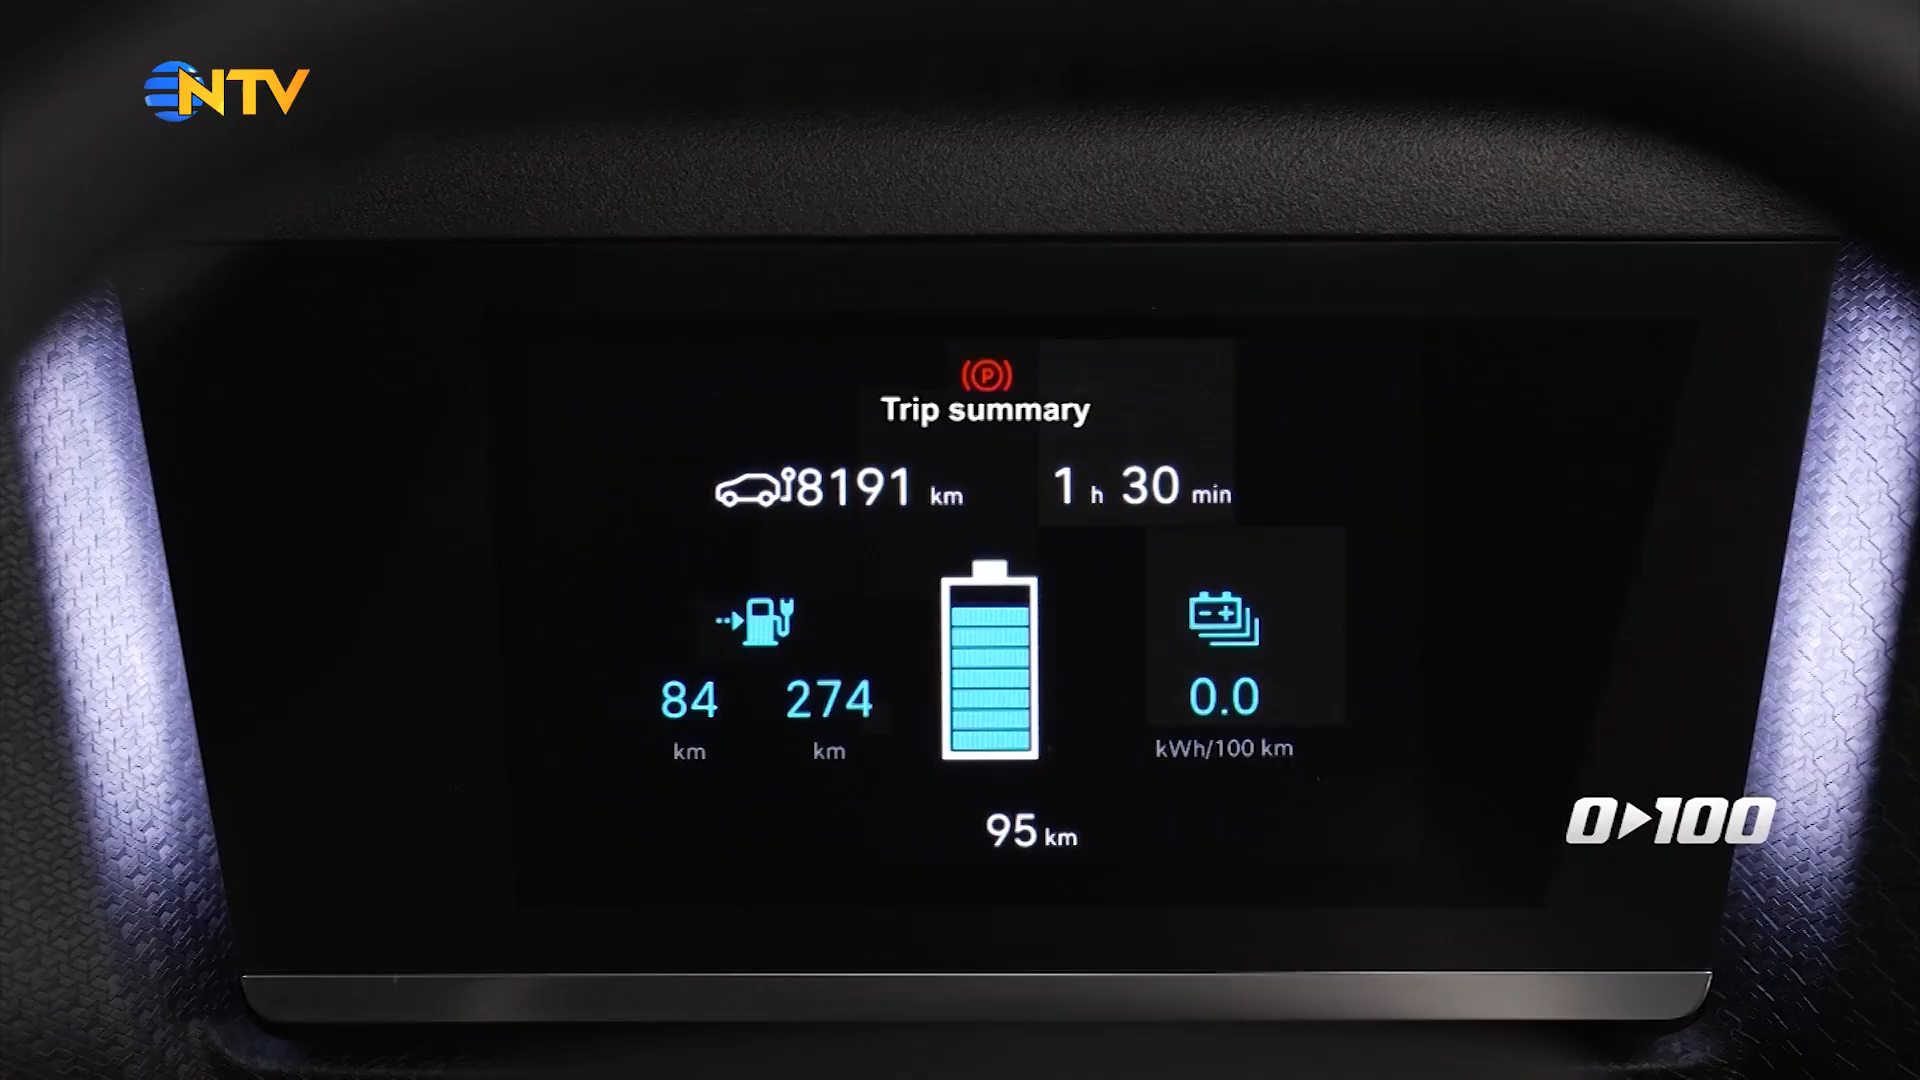 NTV
P
Trip summary
8191 km 1 h 30 min
84 km 274 km
0.0 kWh/100 km
95 km
0▶100